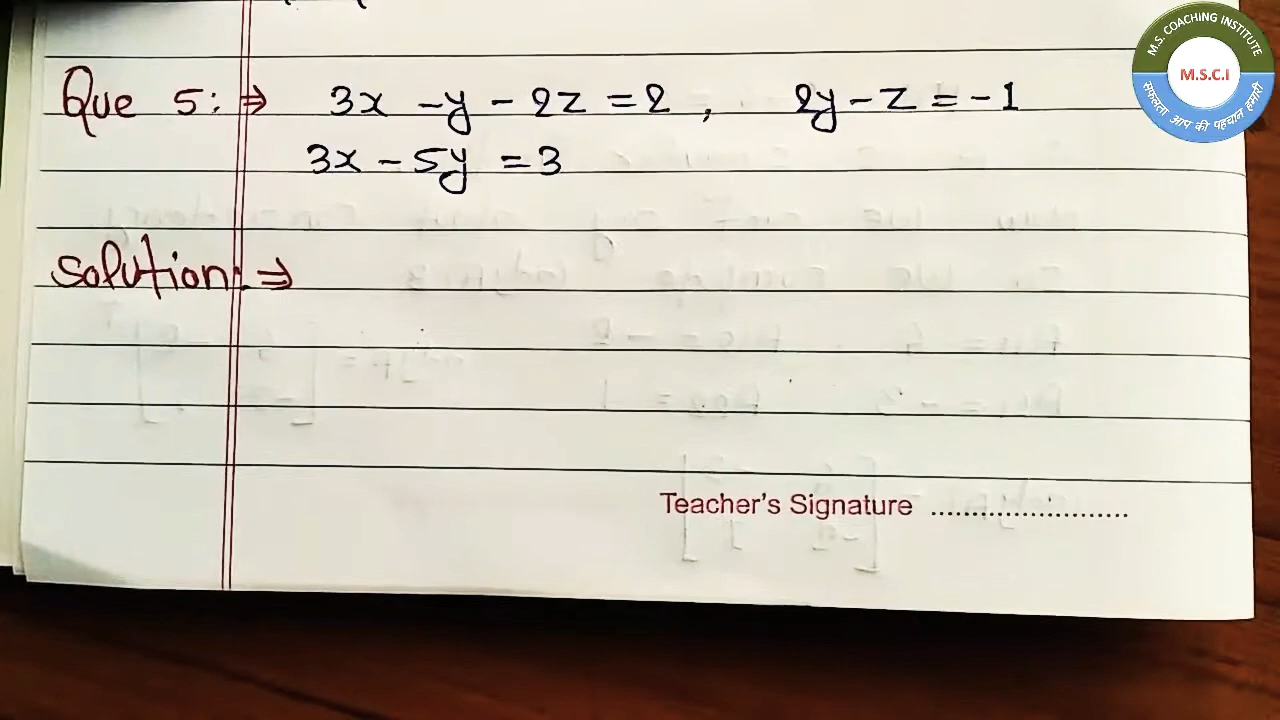 Que 5: ⇒ 3x - y - 2z = 2 , 2y - z = -1
3x - 5y = 3
Solution: ⇒
Teacher's Signature ........................
M.S. COACHING INSTITUTE
M.S.C.I
सफलता आप की पहचान हमारी